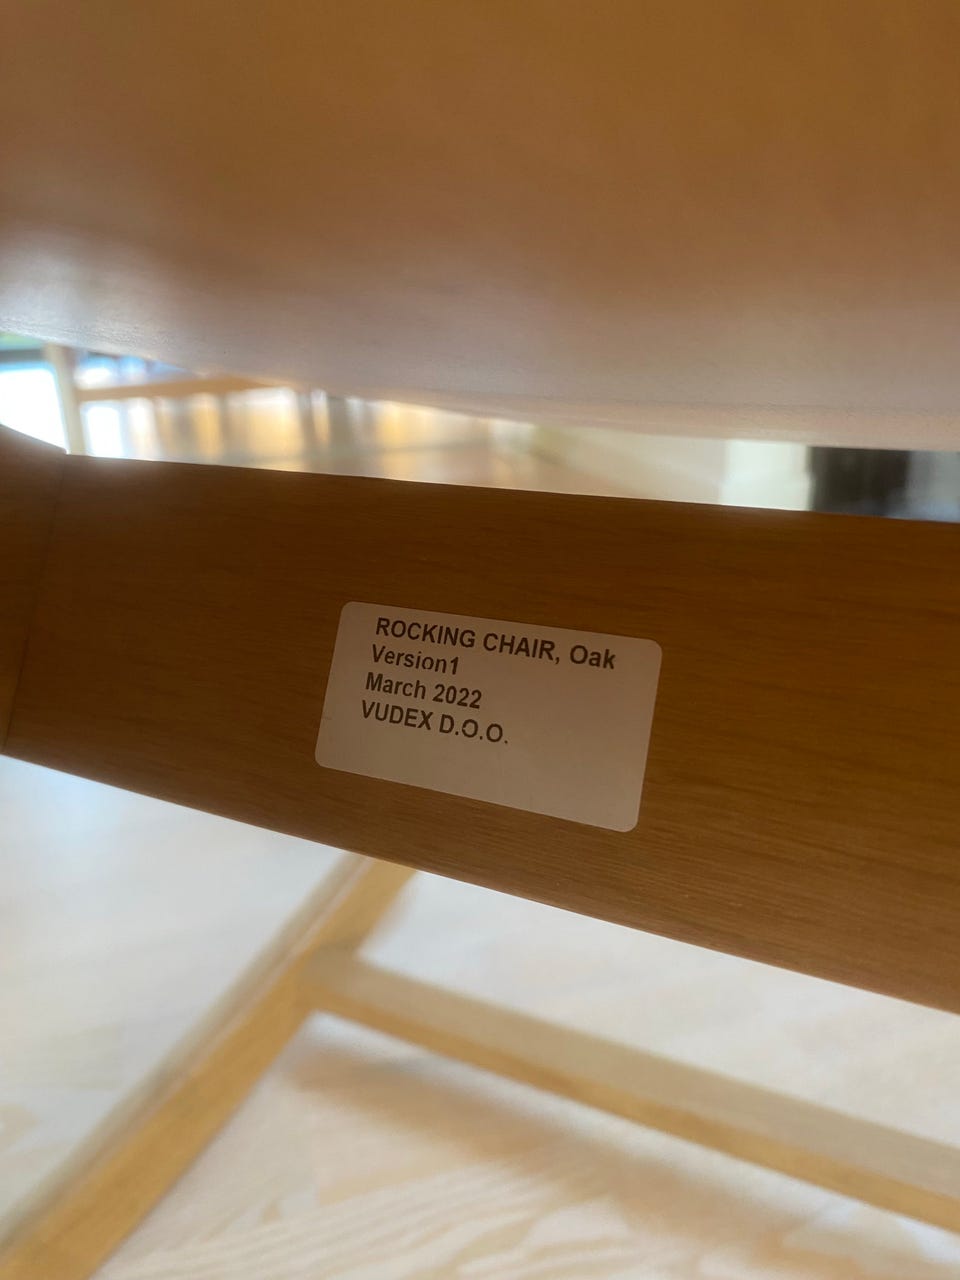 ROCKING CHAIR, Oak
Version1
March 2022
VUDEX D.O.O.